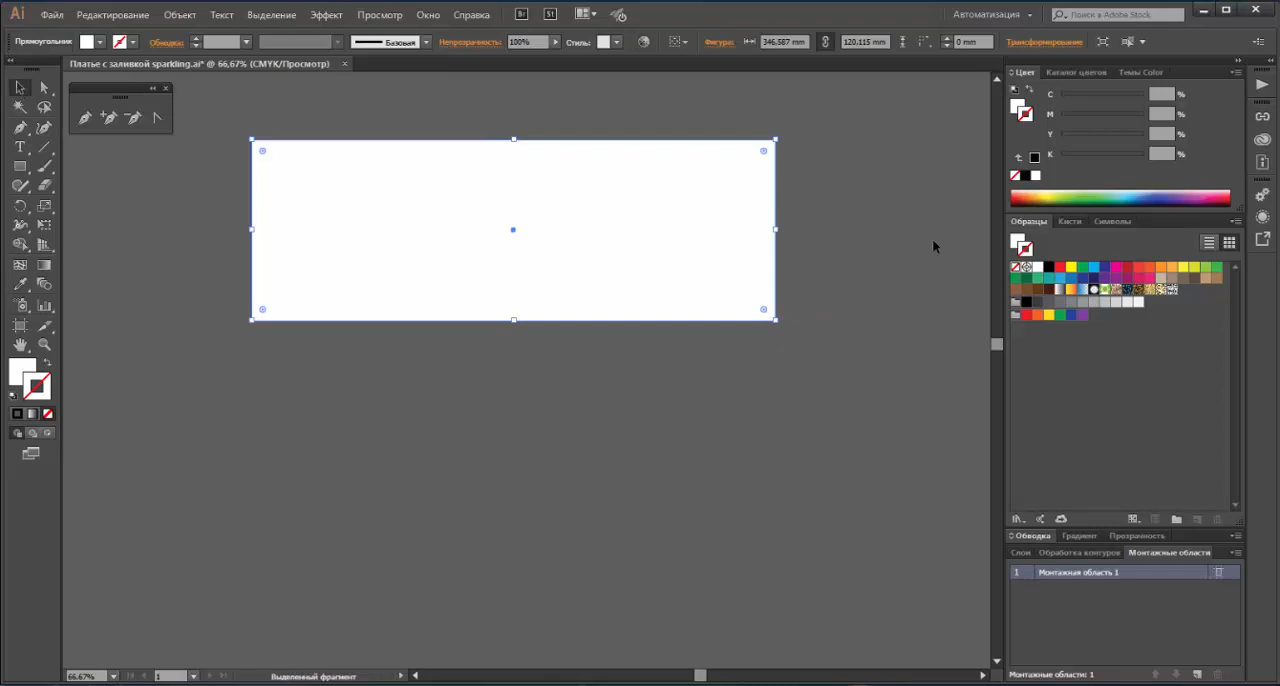 Ai Файл Редактирование Объект Текст Выделение Эффект Просмотр Окно Справка Br St Автоматизация Поиск в Adobe Stock
Прямоугольник Обводка: Базовая Непрозрачность: 100% Стиль: Фигура: 346.587 mm 120.115 mm 0 mm Трансформирование
Платье с заливкой sparkling.ai* @ 66,67% (CMYK/Просмотр)
Цвет Каталог цветов Темы Color
C %
M %
Y %
K %
Образцы Кисти Символы
Обводка Градиент Прозрачность
Слои Обработка контуров Монтажные области
1 Монтажная область 1
66.67% 1 Выделенный фрагмент
Монтажные области: 1